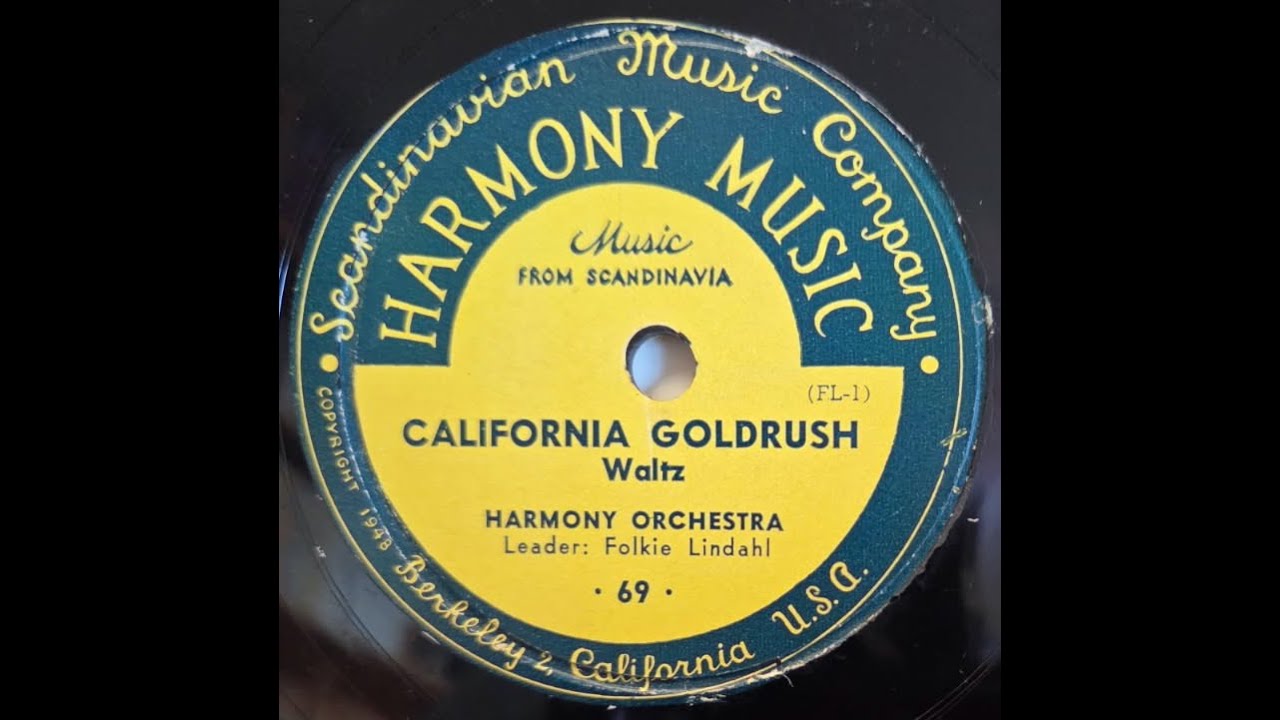 Scandinavian Music Company
HARMONY MUSIC
Music
FROM SCANDINAVIA
(FL-1)
CALIFORNIA GOLDRUSH
Waltz
HARMONY ORCHESTRA
Leader: Folkie Lindahl
· 69 ·
COPYRIGHT 1948
Berkeley 2, California U.S.A.